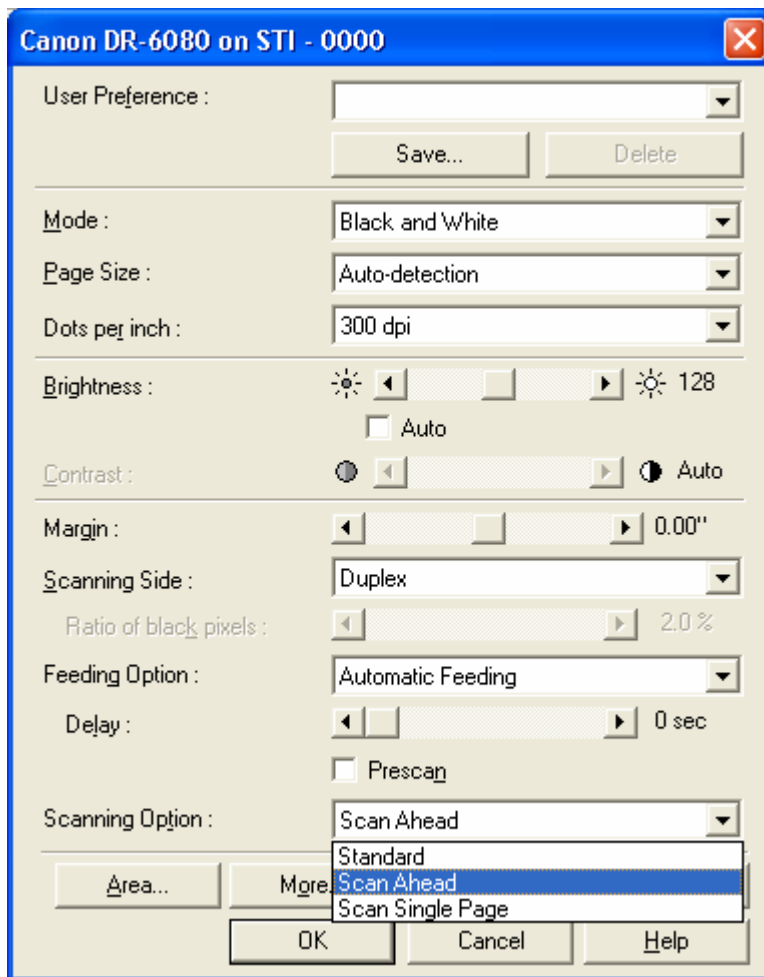 Canon DR-6080 on STI - 0000
User Preference :
Save... Delete
Mode : Black and White
Page Size : Auto-detection
Dots per inch : 300 dpi
Brightness : 128
Auto
Contrast : Auto
Margin : 0.00"
Scanning Side : Duplex
Ratio of black pixels : 2.0 %
Feeding Option : Automatic Feeding
Delay : 0 sec
Prescan
Scanning Option : Scan Ahead
Standard
Area... More. Scan Ahead
Scan Single Page
OK Cancel Help